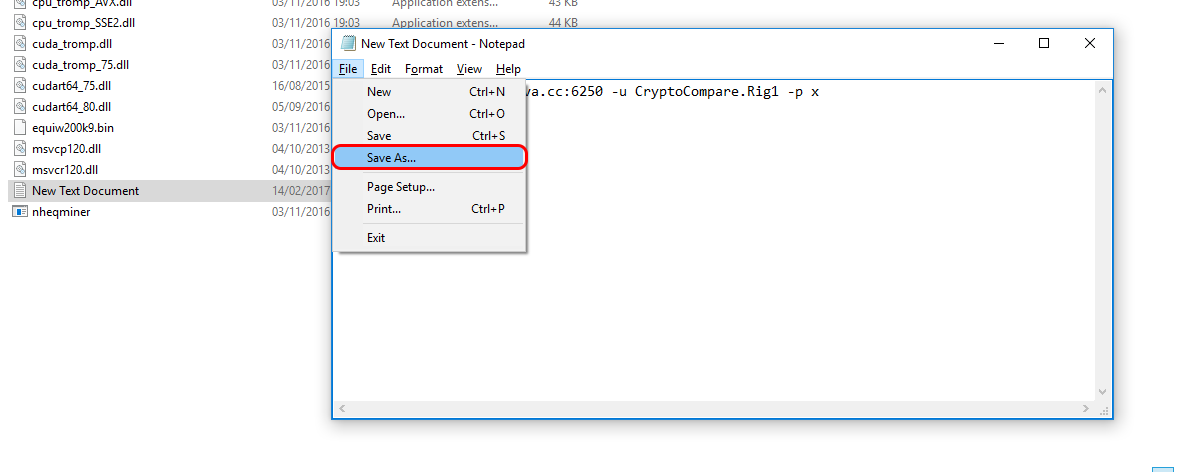 cpu_tromp_AVX.dll 03/11/2016 19:03 Application extens... 43 KB
cpu_tromp_SSE2.dll 03/11/2016 19:03 Application extens... 44 KB
cuda_tromp.dll 03/11/2016
cuda_tromp_75.dll 03/11/2016
cudart64_75.dll 16/08/2015
cudart64_80.dll 05/09/2016
equiw200k9.bin 03/11/2016
msvcp120.dll 04/10/2013
msvcr120.dll 04/10/2013
New Text Document 14/02/2017
nheqminer 03/11/2016
New Text Document - Notepad
File Edit Format View Help
va.cc:6250 -u CryptoCompare.Rig1 -p x
New Ctrl+N
Open... Ctrl+O
Save Ctrl+S
Save As...
Page Setup...
Print... Ctrl+P
Exit